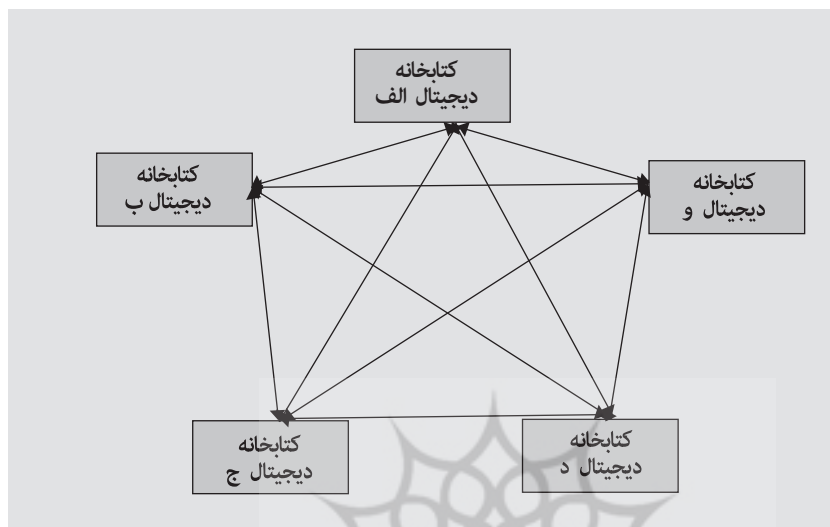 کتابخانه
دیجیتال الف
کتابخانه
دیجیتال ب
کتابخانه
دیجیتال و
کتابخانه
دیجیتال ج
کتابخانه
دیجیتال د